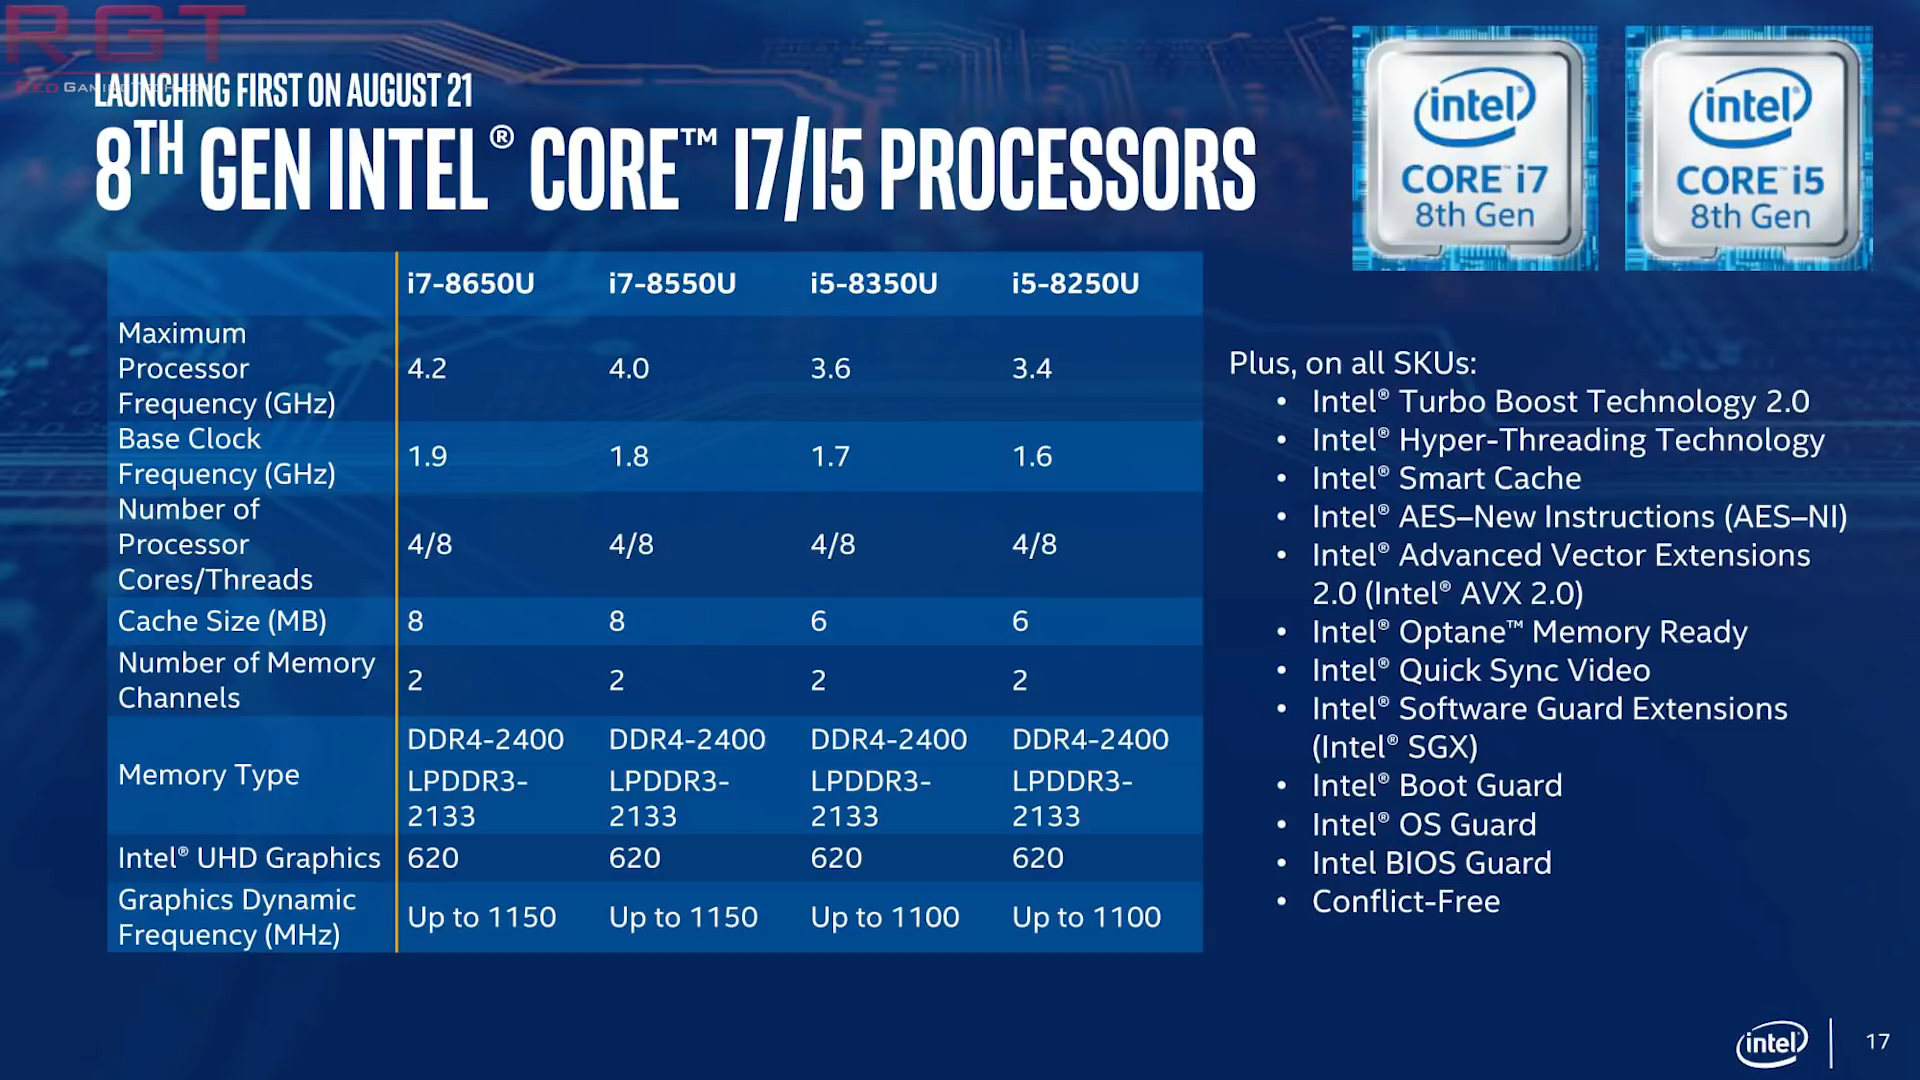 RGT
RED GAMINGTECH.COM
LAUNCHING FIRST ON AUGUST 21
8TH GEN INTEL® CORE™ I7/I5 PROCESSORS
intel®
CORE™ i7
8th Gen
intel®
CORE™ i5
8th Gen
i7-8650U i7-8550U i5-8350U i5-8250U
Maximum
Processor
Frequency (GHz)
4.2 4.0 3.6 3.4
Base Clock
Frequency (GHz)
1.9 1.8 1.7 1.6
Number of
Processor
Cores/Threads
4/8 4/8 4/8 4/8
Cache Size (MB) 8 8 6 6
Number of Memory
Channels
2 2 2 2
Memory Type
DDR4-2400 DDR4-2400 DDR4-2400 DDR4-2400
LPDDR3- LPDDR3- LPDDR3- LPDDR3-
2133 2133 2133 2133
Intel® UHD Graphics 620 620 620 620
Graphics Dynamic
Frequency (MHz)
Up to 1150 Up to 1150 Up to 1100 Up to 1100
Plus, on all SKUs:
• Intel® Turbo Boost Technology 2.0
• Intel® Hyper-Threading Technology
• Intel® Smart Cache
• Intel® AES–New Instructions (AES–NI)
• Intel® Advanced Vector Extensions
2.0 (Intel® AVX 2.0)
• Intel® Optane™ Memory Ready
• Intel® Quick Sync Video
• Intel® Software Guard Extensions
(Intel® SGX)
• Intel® Boot Guard
• Intel® OS Guard
• Intel BIOS Guard
• Conflict-Free
intel® 17